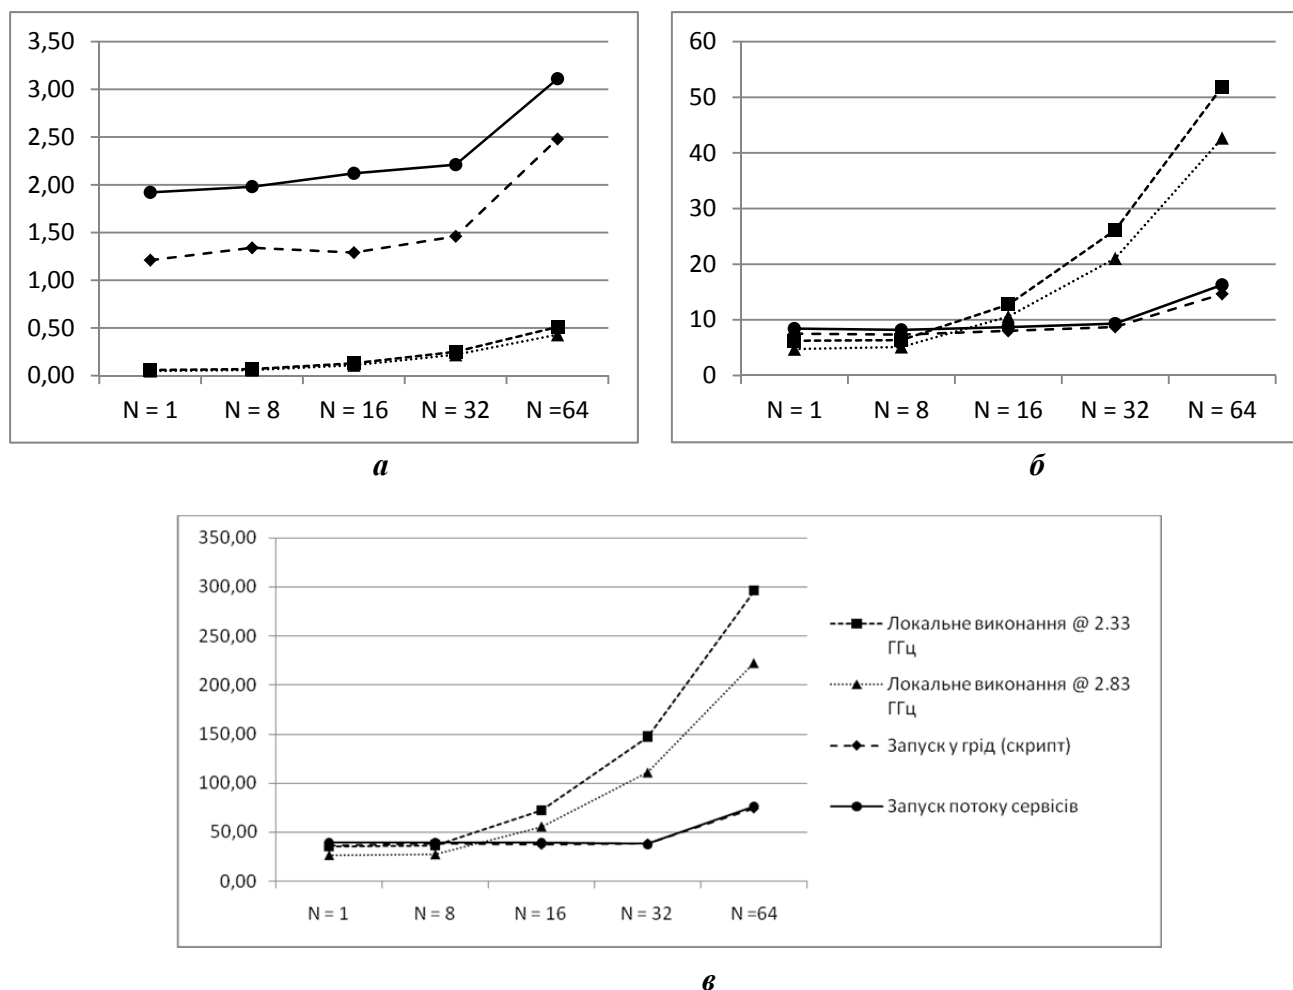 3,50
3,00
2,50
2,00
1,50
1,00
0,50
0,00
N = 1 N = 8 N = 16 N = 32 N =64
а
60
50
40
30
20
10
0
N = 1 N = 8 N = 16 N = 32 N = 64
б
350,00
300,00
250,00
200,00
150,00
100,00
50,00
0,00
N = 1 N = 8 N = 16 N = 32 N =64
Локальне виконання @ 2.33
ГГц
Локальне виконання @ 2.83
ГГц
Запуск у грід (скрипт)
Запуск потоку сервісів
в